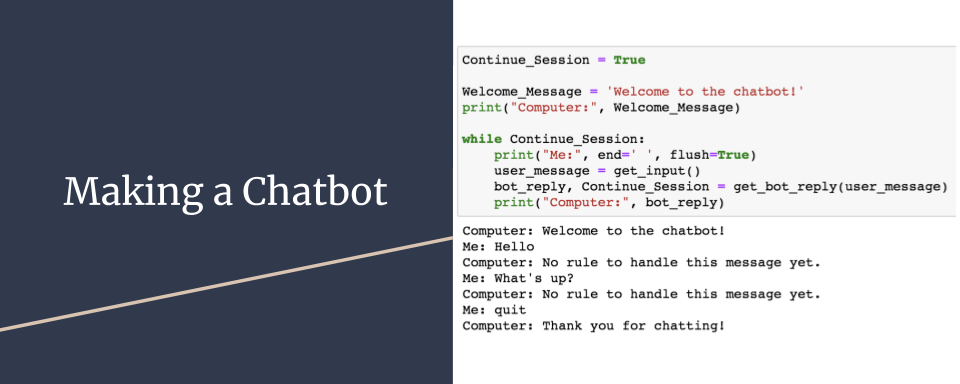 Making a Chatbot
Continue_Session = True
Welcome_Message = 'Welcome to the chatbot!'
print("Computer:", Welcome_Message)
while Continue_Session:
    print("Me:", end=' ', flush=True)
    user_message = get_input()
    bot_reply, Continue_Session = get_bot_reply(user_message)
    print("Computer:", bot_reply)
Computer: Welcome to the chatbot!
Me: Hello
Computer: No rule to handle this message yet.
Me: What's up?
Computer: No rule to handle this message yet.
Me: quit
Computer: Thank you for chatting!